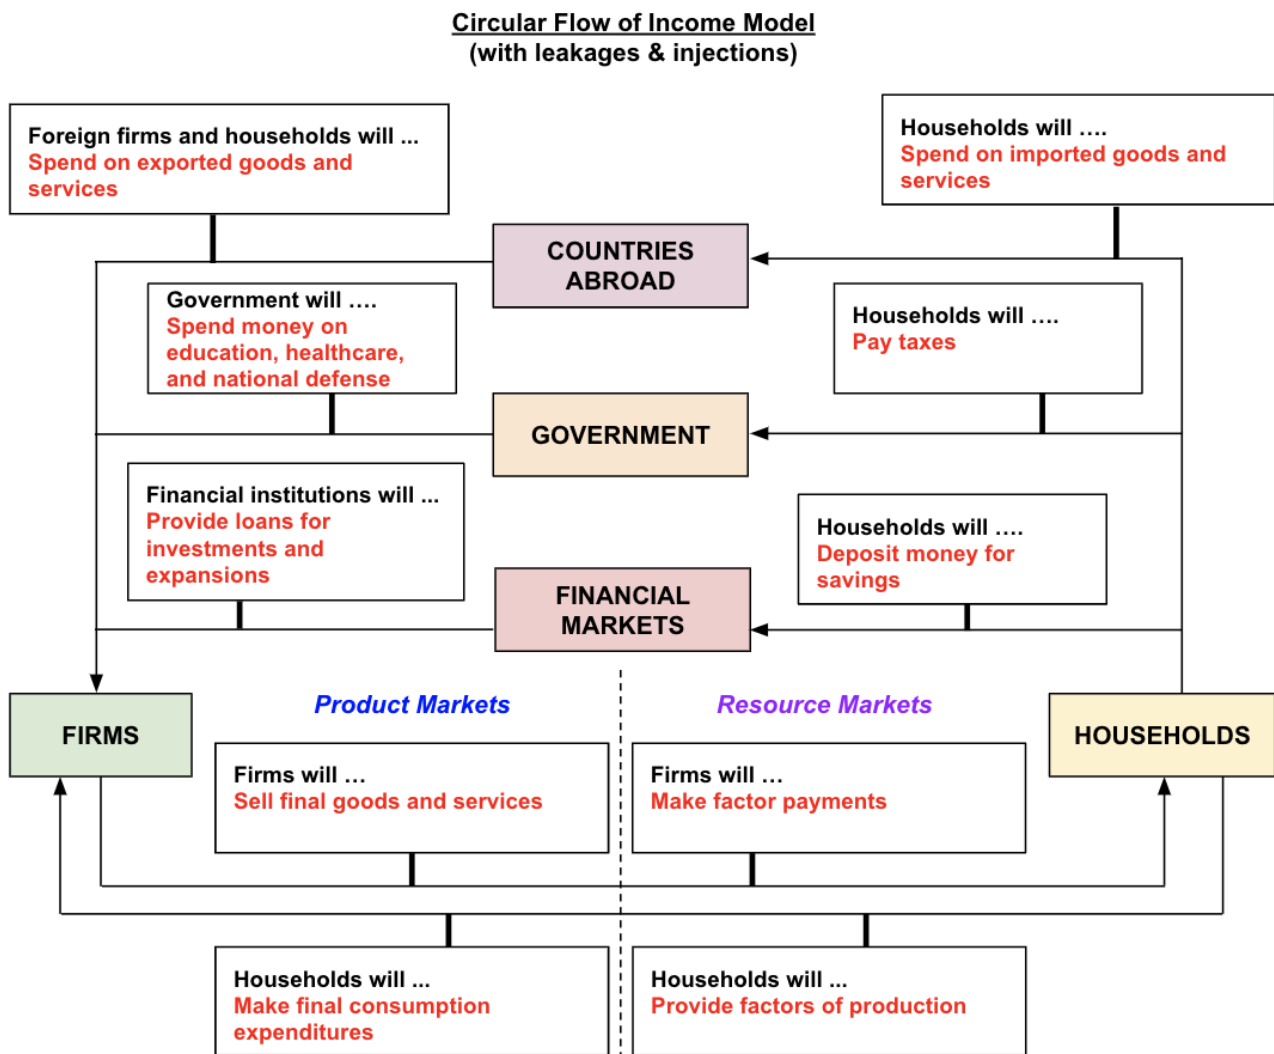 Circular Flow of Income Model
(with leakages & injections)
Foreign firms and households will ...
Spend on exported goods and
services
Households will ….
Spend on imported goods and
services
COUNTRIES
ABROAD
Government will ….
Spend money on
education, healthcare,
and national defense
Households will ….
Pay taxes
GOVERNMENT
Financial institutions will ...
Provide loans for
investments and
expansions
Households will ….
Deposit money for
savings
FINANCIAL
MARKETS
Product Markets
Resource Markets
FIRMS
HOUSEHOLDS
Firms will …
Sell final goods and services
Firms will …
Make factor payments
Households will ...
Make final consumption
expenditures
Households will ...
Provide factors of production